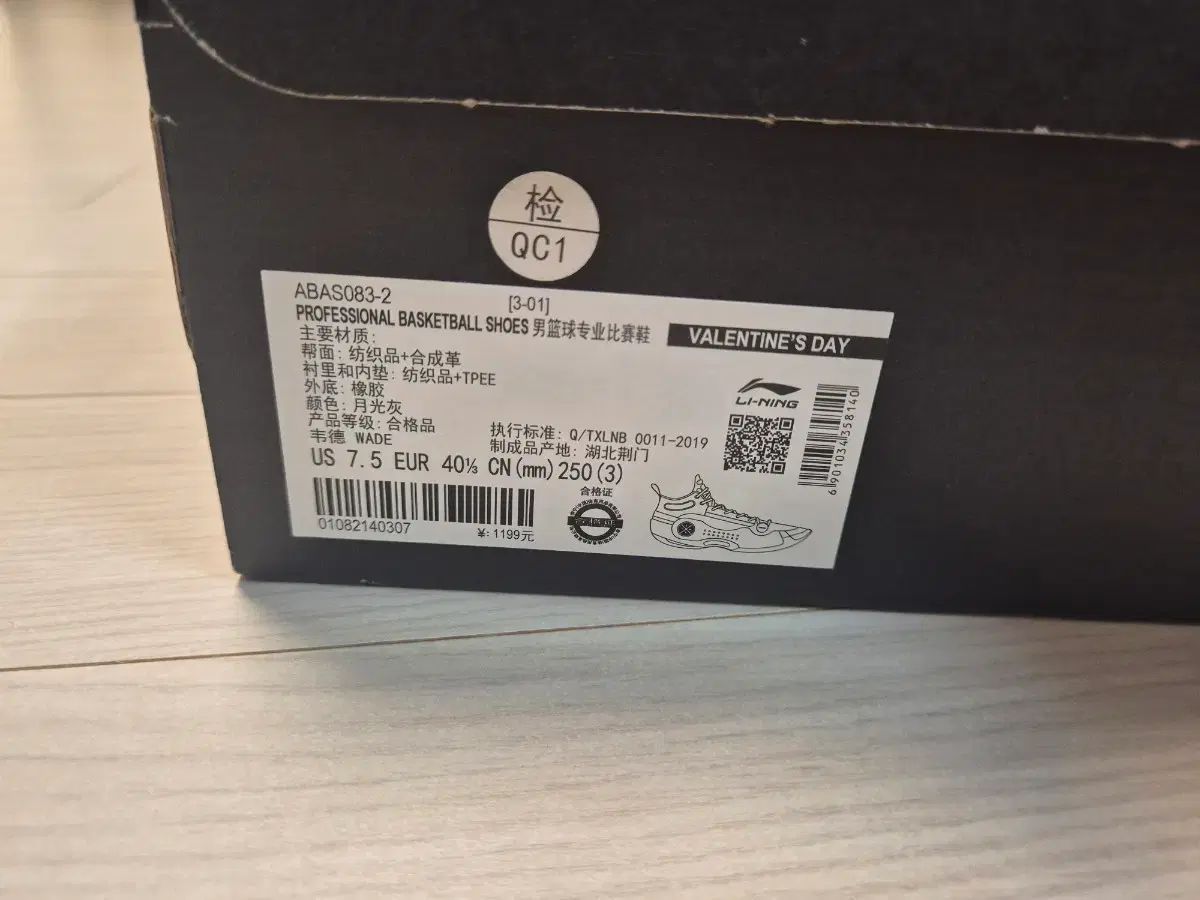 检
QC1
ABAS083-2 [3-01]
PROFESSIONAL BASKETBALL SHOES 男篮球专业比赛鞋
VALENTINE'S DAY
主要材质:
帮面: 纺织品+合成革
衬里和内垫: 纺织品+TPEE
外底: 橡胶
颜色: 月光灰
产品等级: 合格品
韦德 WADE
执行标准: Q/TXLNB 0011-2019
制成品产地: 湖北荆门
LI-NING
6901034358140
US 7.5 EUR 40⅓ CN(mm)250(3)
合格证
01082140307
¥: 1199元